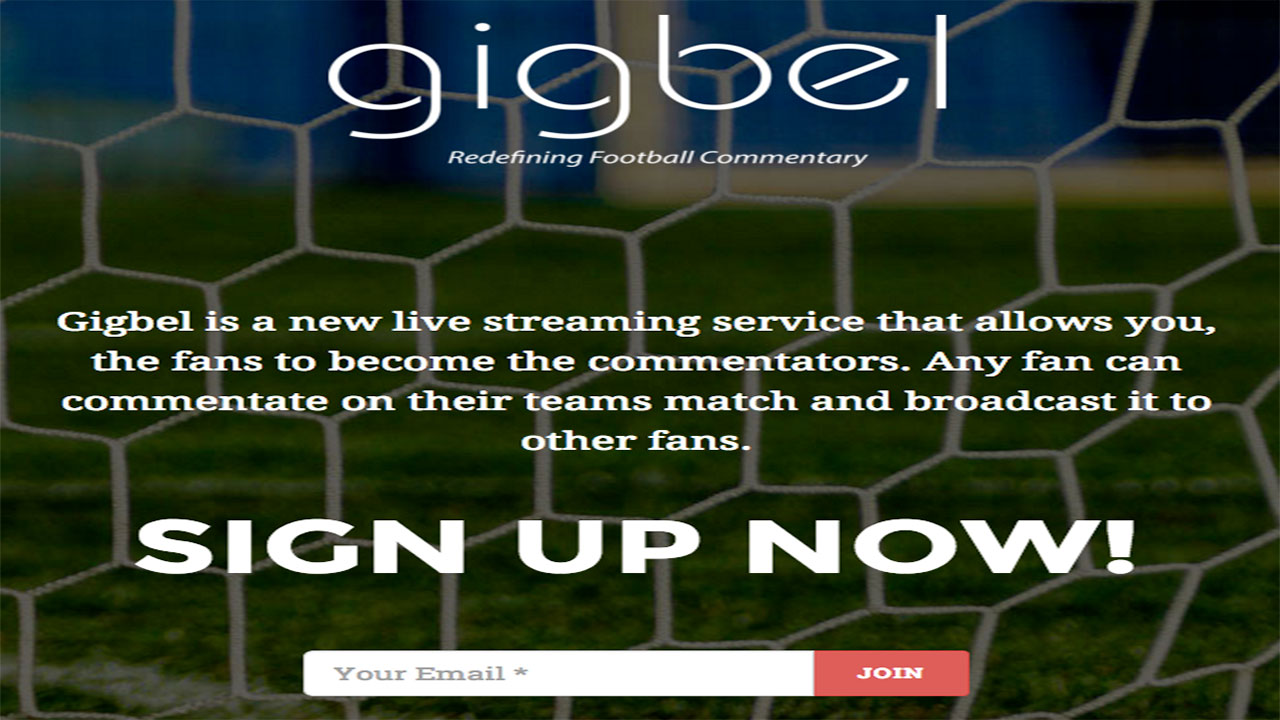 gigbel
Redefining Football Commentary
Gigbel is a new live streaming service that allows you,
the fans to become the commentators. Any fan can
commentate on their teams match and broadcast it to
other fans.
SIGN UP NOW!
Your Email * JOIN